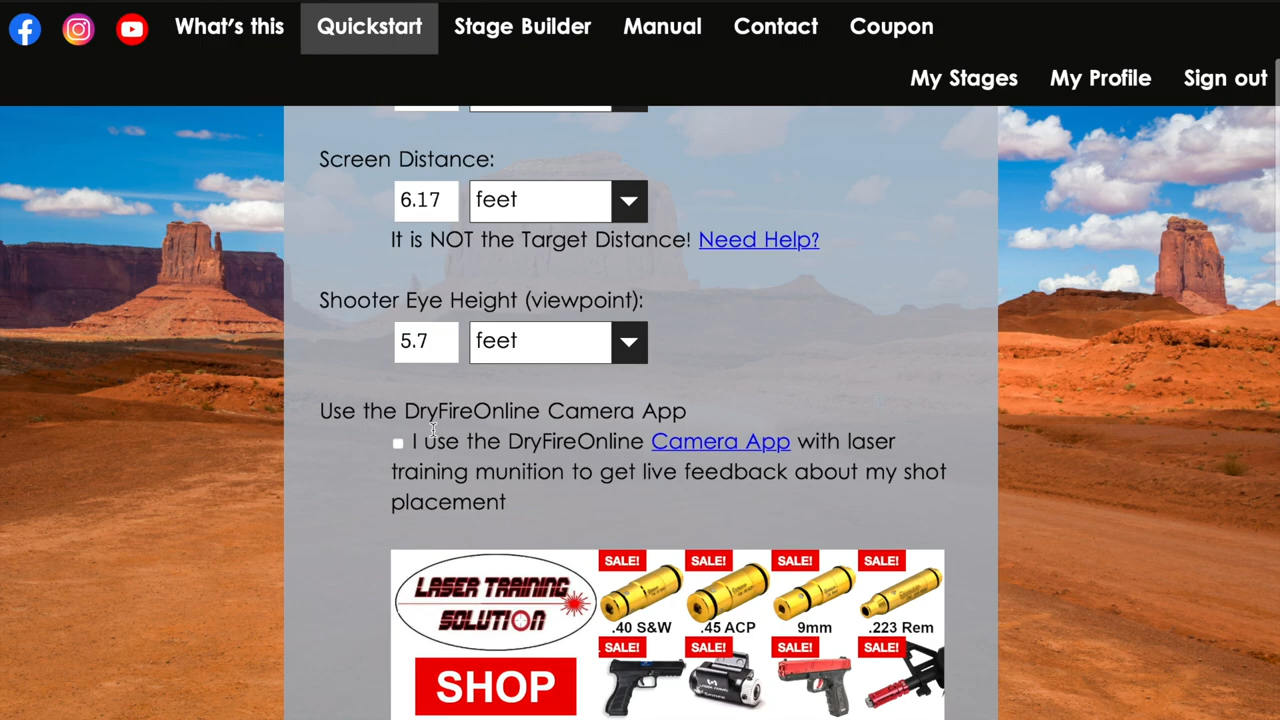 What's this Quickstart Stage Builder Manual Contact Coupon
My Stages My Profile Sign out
Screen Distance:
6.17 feet
It is NOT the Target Distance! Need Help?
Shooter Eye Height (viewpoint):
5.7 feet
Use the DryFireOnline Camera App
I use the DryFireOnline Camera App with laser
training munition to get live feedback about my shot
placement
SALE! SALE! SALE! SALE!
LASER TRAINING
SOLUTION
.40 S&W .45 ACP 9mm .223 Rem
SALE! SALE! SALE! SALE!
SHOP